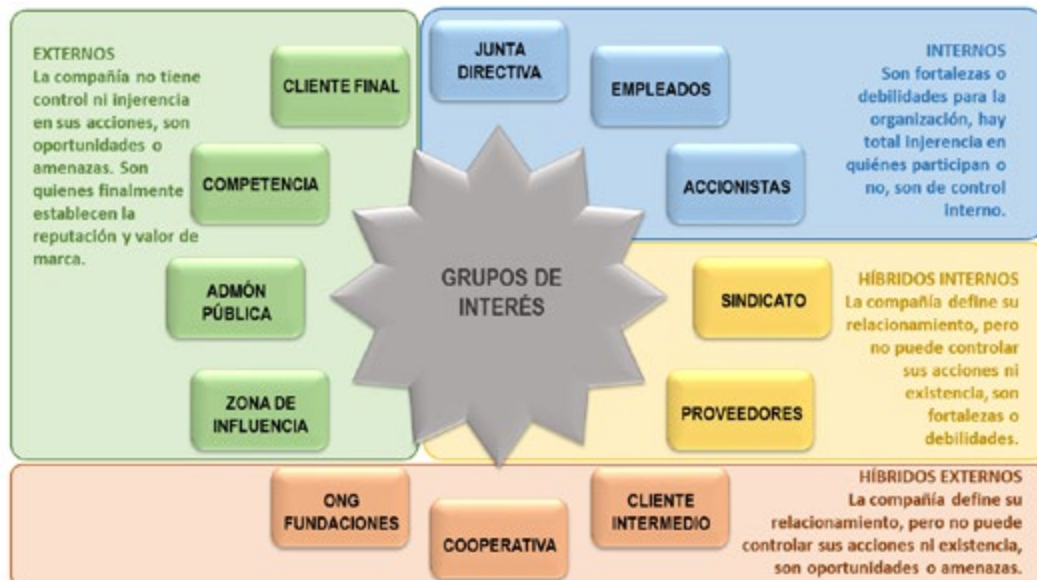 EXTERNOS
La compañía no tiene
control ni injerencia
en sus acciones, son
oportunidades o
amenazas. Son
quienes finalmente
establecen la
reputación y valor de
marca.
CLIENTE FINAL
COMPETENCIA
ADMÓN
PÚBLICA
ZONA DE
INFLUENCIA
JUNTA
DIRECTIVA
EMPLEADOS
ACCIONISTAS
INTERNOS
Son fortalezas o
debilidades para la
organización, hay
total injerencia en
quiénes participan o
no, son de control
interno.
GRUPOS DE
INTERÉS
SINDICATO
PROVEEDORES
HÍBRIDOS INTERNOS
La compañía define su
relacionamiento, pero
no puede controlar
sus acciones ni
existencia, son
fortalezas o
debilidades.
ONG
FUNDACIONES
COOPERATIVA
CLIENTE
INTERMEDIO
HÍBRIDOS EXTERNOS
La compañía define su
relacionamiento, pero no puede
controlar sus acciones ni existencia,
son oportunidades o amenazas.